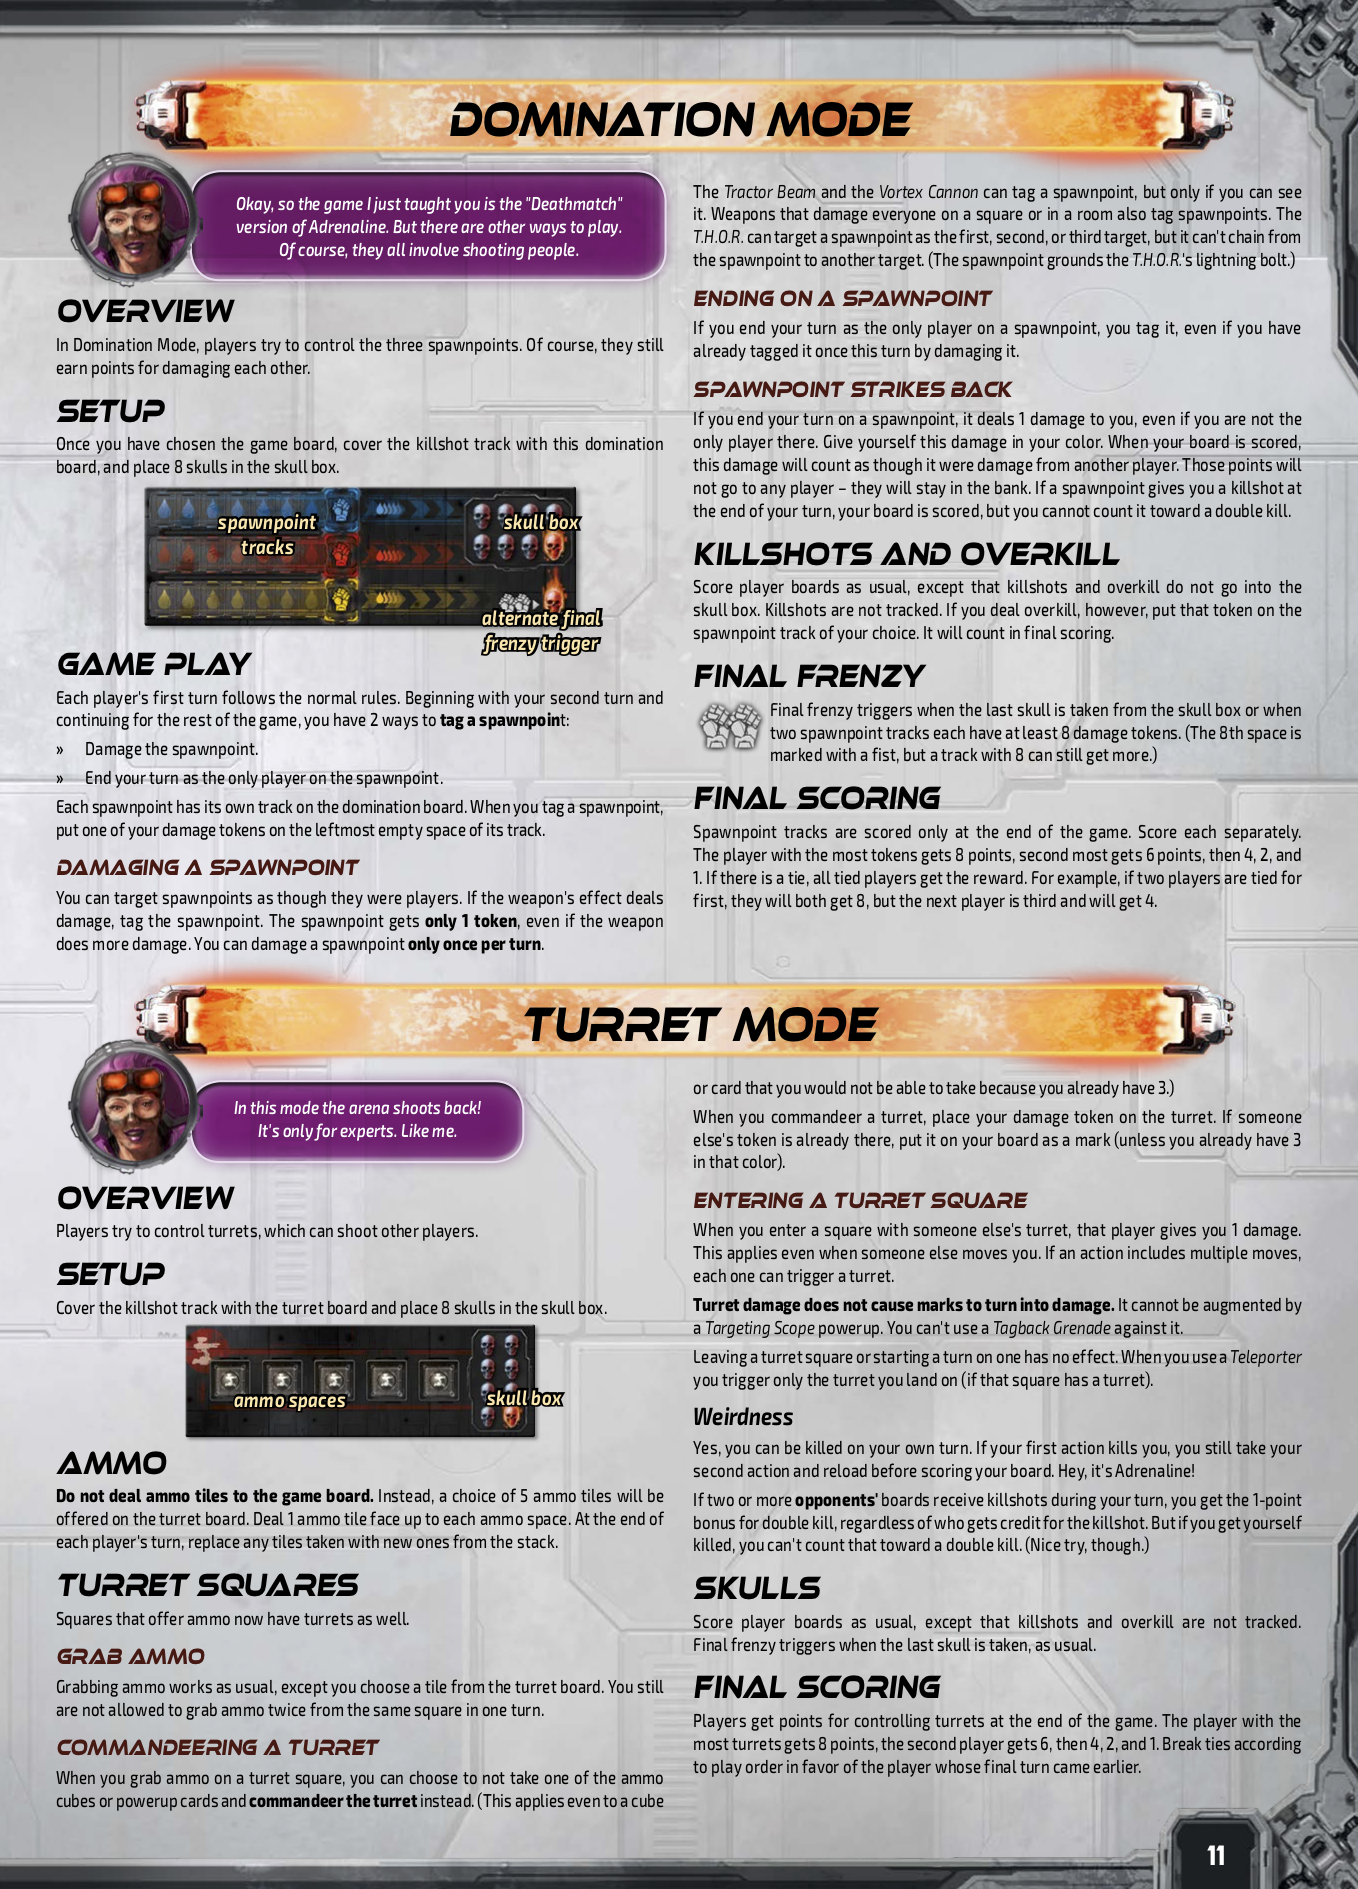 DOMINATION MODE
Okay, so the game I just taught you is the "Deathmatch"
version of Adrenaline. But there are other ways to play.
Of course, they all involve shooting people.
OVERVIEW
In Domination Mode, players try to control the three spawnpoints. Of course, they still
earn points for damaging each other.
SETUP
Once you have chosen the game board, cover the killshot track with this domination
board, and place 8 skulls in the skull box.
spawnpoint
tracks
skull box
alternate final
frenzy trigger
GAME PLAY
Each player's first turn follows the normal rules. Beginning with your second turn and
continuing for the rest of the game, you have 2 ways to tag a spawnpoint:
» Damage the spawnpoint.
» End your turn as the only player on the spawnpoint.
Each spawnpoint has its own track on the domination board. When you tag a spawnpoint,
put one of your damage tokens on the leftmost empty space of its track.
DAMAGING A SPAWNPOINT
You can target spawnpoints as though they were players. If the weapon's effect deals
damage, tag the spawnpoint. The spawnpoint gets only 1 token, even if the weapon
does more damage. You can damage a spawnpoint only once per turn.
The Tractor Beam and the Vortex Cannon can tag a spawnpoint, but only if you can see
it. Weapons that damage everyone on a square or in a room also tag spawnpoints. The
T.H.O.R. can target a spawnpoint as the first, second, or third target, but it can't chain from
the spawnpoint to another target. (The spawnpoint grounds the T.H.O.R.'s lightning bolt.)
ENDING ON A SPAWNPOINT
If you end your turn as the only player on a spawnpoint, you tag it, even if you have
already tagged it once this turn by damaging it.
SPAWNPOINT STRIKES BACK
If you end your turn on a spawnpoint, it deals 1 damage to you, even if you are not the
only player there. Give yourself this damage in your color. When your board is scored,
this damage will count as though it were damage from another player. Those points will
not go to any player – they will stay in the bank. If a spawnpoint gives you a killshot at
the end of your turn, your board is scored, but you cannot count it toward a double kill.
KILLSHOTS AND OVERKILL
Score player boards as usual, except that killshots and overkill do not go into the
skull box. Killshots are not tracked. If you deal overkill, however, put that token on the
spawnpoint track of your choice. It will count in final scoring.
FINAL FRENZY
Final frenzy triggers when the last skull is taken from the skull box or when
two spawnpoint tracks each have at least 8 damage tokens. (The 8th space is
marked with a fist, but a track with 8 can still get more.)
FINAL SCORING
Spawnpoint tracks are scored only at the end of the game. Score each separately.
The player with the most tokens gets 8 points, second most gets 6 points, then 4, 2, and
1. If there is a tie, all tied players get the reward. For example, if two players are tied for
first, they will both get 8, but the next player is third and will get 4.
TURRET MODE
In this mode the arena shoots back!
It's only for experts. Like me.
OVERVIEW
Players try to control turrets, which can shoot other players.
SETUP
Cover the killshot track with the turret board and place 8 skulls in the skull box.
ammo spaces
skull box
AMMO
Do not deal ammo tiles to the game board. Instead, a choice of 5 ammo tiles will be
offered on the turret board. Deal 1 ammo tile face up to each ammo space. At the end of
each player's turn, replace any tiles taken with new ones from the stack.
TURRET SQUARES
Squares that offer ammo now have turrets as well.
GRAB AMMO
Grabbing ammo works as usual, except you choose a tile from the turret board. You still
are not allowed to grab ammo twice from the same square in one turn.
COMMANDEERING A TURRET
When you grab ammo on a turret square, you can choose to not take one of the ammo
cubes or powerup cards and commandeer the turret instead. (This applies even to a cube
or card that you would not be able to take because you already have 3.)
When you commandeer a turret, place your damage token on the turret. If someone
else's token is already there, put it on your board as a mark (unless you already have 3
in that color).
ENTERING A TURRET SQUARE
When you enter a square with someone else's turret, that player gives you 1 damage.
This applies even when someone else moves you. If an action includes multiple moves,
each one can trigger a turret.
Turret damage does not cause marks to turn into damage. It cannot be augmented by
a Targeting Scope powerup. You can't use a Tagback Grenade against it.
Leaving a turret square or starting a turn on one has no effect. When you use a Teleporter
you trigger only the turret you land on (if that square has a turret).
Weirdness
Yes, you can be killed on your own turn. If your first action kills you, you still take your
second action and reload before scoring your board. Hey, it's Adrenaline!
If two or more opponents' boards receive killshots during your turn, you get the 1-point
bonus for double kill, regardless of who gets credit for the killshot. But if you get yourself
killed, you can't count that toward a double kill. (Nice try, though.)
SKULLS
Score player boards as usual, except that killshots and overkill are not tracked.
Final frenzy triggers when the last skull is taken, as usual.
FINAL SCORING
Players get points for controlling turrets at the end of the game. The player with the
most turrets gets 8 points, the second player gets 6, then 4, 2, and 1. Break ties according
to play order in favor of the player whose final turn came earlier.
11